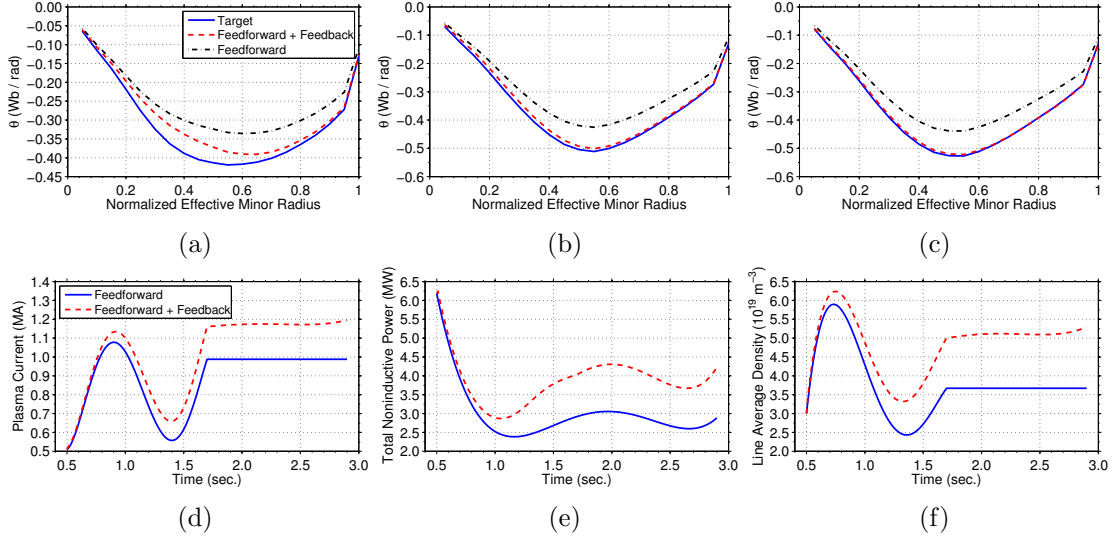 0.00
−0.05
−0.10
−0.15
−0.20
−0.25
−0.30
−0.35
−0.40
−0.45
θ (Wb / rad)
Target
Feedforward + Feedback
Feedforward
0 0.2 0.4 0.6 0.8 1
Normalized Effective Minor Radius
(a)
0.0
−0.1
−0.2
−0.3
−0.4
−0.5
−0.6
θ (Wb / rad)
0 0.2 0.4 0.6 0.8 1
Normalized Effective Minor Radius
(b)
0.0
−0.1
−0.2
−0.3
−0.4
−0.5
−0.6
θ (Wb / rad)
0 0.2 0.4 0.6 0.8 1
Normalized Effective Minor Radius
(c)
1.4
1.3
1.2
1.1
1.0
0.9
0.8
0.7
0.6
0.5
Plasma Current (MA)
Feedforward
Feedforward + Feedback
0.5 1.0 1.5 2.0 2.5 3.0
Time (sec.)
(d)
6.5
6.0
5.5
5.0
4.5
4.0
3.5
3.0
2.5
2.0
Total Noninductive Power (MW)
0.5 1.0 1.5 2.0 2.5 3.0
Time (sec.)
(e)
6.5
6.0
5.5
5.0
4.5
4.0
3.5
3.0
2.5
2.0
Line Average Density (10¹⁹ m⁻³)
0.5 1.0 1.5 2.0 2.5 3.0
Time (sec.)
(f)